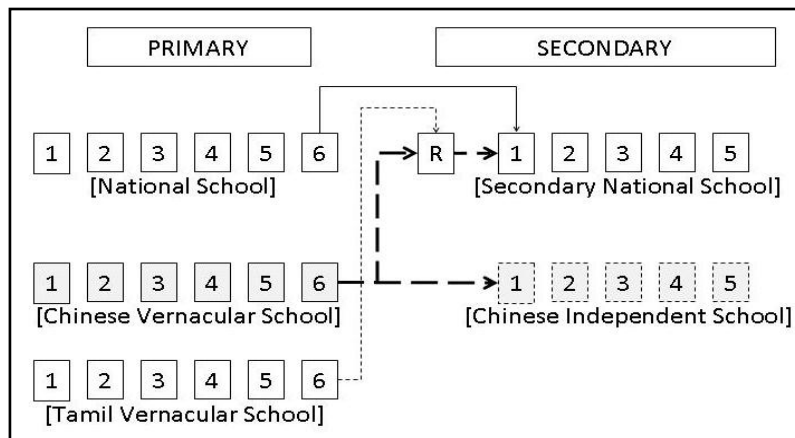 PRIMARY SECONDARY
1 2 3 4 5 6 R 1 2 3 4 5
[National School] [Secondary National School]
1 2 3 4 5 6 1 2 3 4 5
[Chinese Vernacular School] [Chinese Independent School]
1 2 3 4 5 6
[Tamil Vernacular School]